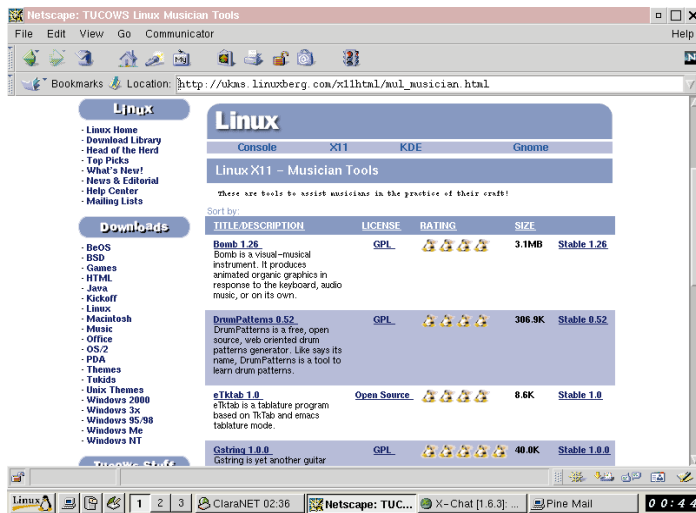 Netscape: TUCOWS Linux Musician Tools
File Edit View Go Communicator Help
Bookmarks Location: http://ukms.linuxberg.com/x11html/mul_musician.html
Linux
- Linux Home
- Download Library
- Head of the Herd
- Top Picks
- What's New!
- News & Editorial
- Help Center
- Mailing Lists
Downloads
- BeOS
- BSD
- Games
- HTML
- Java
- Kickoff
- Linux
- Macintosh
- Music
- Office
- OS/2
- PDA
- Themes
- Tukids
- Unix Themes
- Windows 2000
- Windows 3x
- Windows 95/98
- Windows Me
- Windows NT
Tucows Stuff
Linux
Console X11 KDE Gnome
Linux X11 - Musician Tools
These are tools to assist musicians in the practice of their craft!
Sort by:
TITLE/DESCRIPTION LICENSE RATING SIZE
Bomb 1.26 GPL 3.1MB Stable 1.26
Bomb is a visual-musical
instrument. It produces
animated organic graphics in
response to the keyboard, audio
music, or on its own.
DrumPatterns 0.52 GPL 306.9K Stable 0.52
DrumPatterns is a free, open
source, web oriented drum
patterns generator. Like says its
name, DrumPatterns is a tool to
learn drum patterns.
eTktab 1.0 Open Source 8.6K Stable 1.0
eTktab is a tablature program
based on TkTab and emacs
tablature mode.
Gstring 1.0.0 GPL 40.0K Stable 1.0.0
Gstring is yet another guitar
Linux 1 2 3 ClaraNET 02:36 Netscape: TUC... X-Chat [1.6.3]: ... Pine Mail 00:44